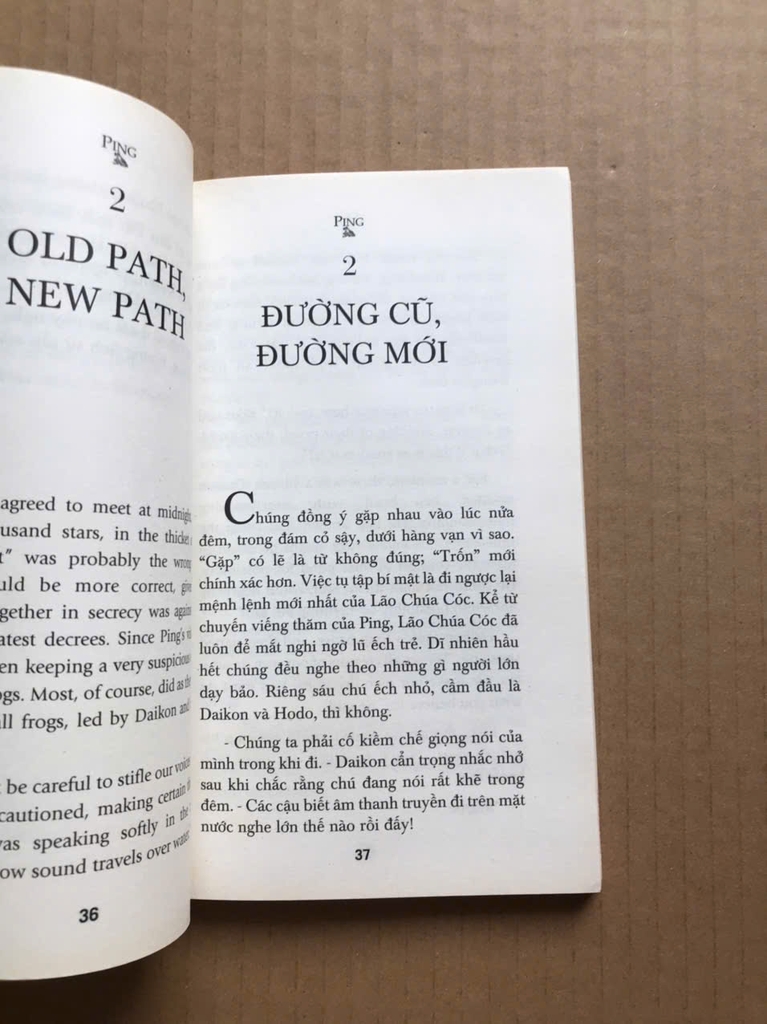 PING
2
OLD PATH,
NEW PATH
agreed to meet at midnight,
usand stars, in the thicket
was probably the wrong
uld be more correct,
gether in secrecy was against
atest decrees. Since Ping's
en keeping a very suspicious
ogs. Most, of course, did as the
ll frogs, led by Daikon and
be careful to stifle our voices
cautioned, making certain
was speaking softly in the
ow sound travels over water
36
PING
2
ĐƯỜNG CŨ,
ĐƯỜNG MỚI
Chúng đồng ý gặp nhau vào lúc nửa
đêm, trong đám cỏ sậy, dưới hàng vạn vì sao.
“Gặp” có lẽ là từ không đúng; “Trốn” mới
chính xác hơn. Việc tụ tập bí mật là đi ngược lại
mệnh lệnh mới nhất của Lão Chúa Cóc. Kể từ
chuyến viếng thăm của Ping, Lão Chúa Cóc đã
luôn để mắt nghi ngờ lũ ếch trẻ. Dĩ nhiên hầu
hết chúng đều nghe theo những gì người lớn
dạy bảo. Riêng sáu chú ếch nhỏ, cầm đầu là
Daikon và Hodo, thì không.
- Chúng ta phải cố kiềm chế giọng nói của
mình trong khi đi. - Daikon cẩn trọng nhắc nhở
sau khi chắc rằng chú đang nói rất khẽ trong
đêm. - Các cậu biết âm thanh truyền đi trên mặt
nước nghe lớn thế nào rồi đấy!
37